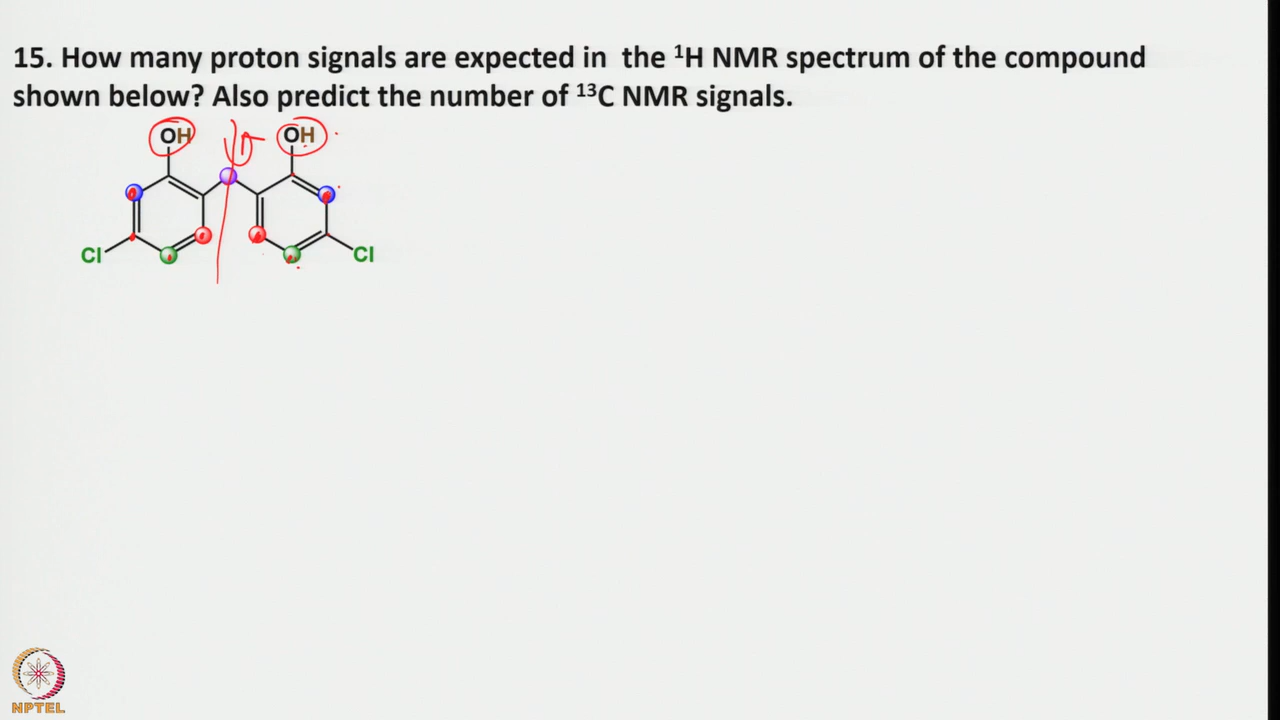 15. How many proton signals are expected in the ¹H NMR spectrum of the compound
shown below? Also predict the number of ¹³C NMR signals.
OH OH
Cl Cl
NPTEL